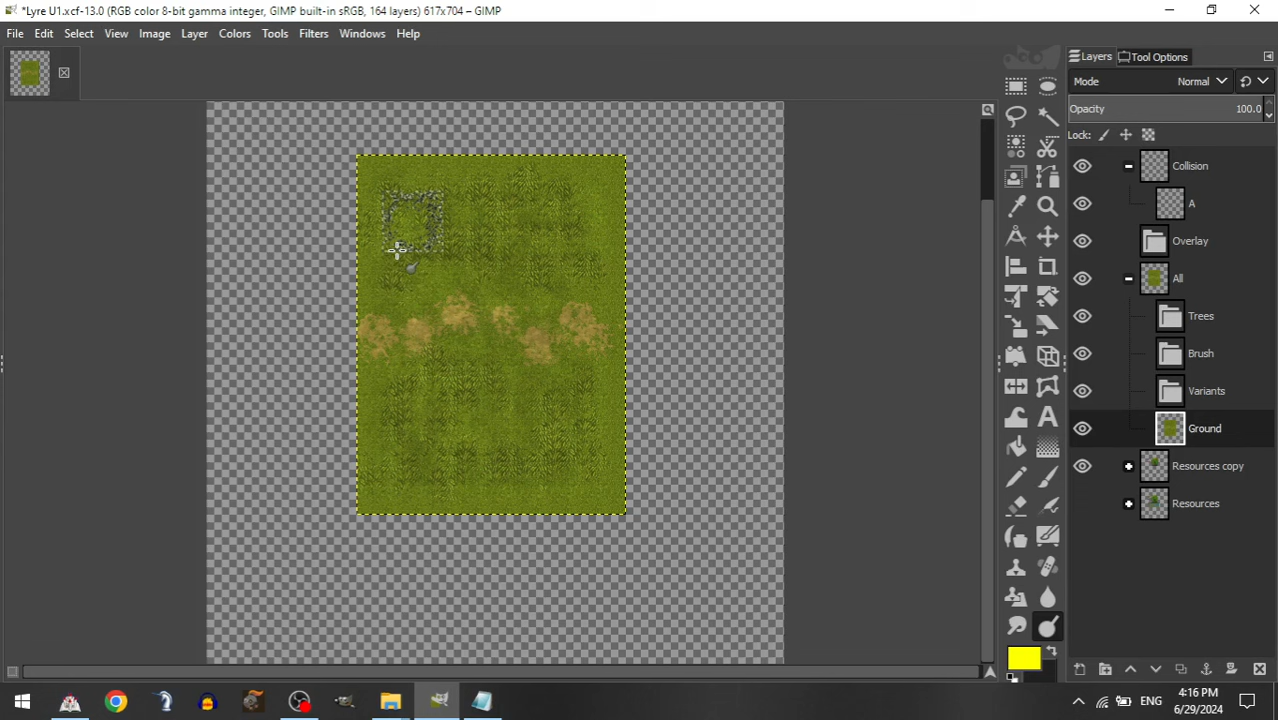 *Lyre U1.xcf-13.0 (RGB color 8-bit gamma integer, GIMP built-in sRGB, 164 layers) 617x704 – GIMP
File Edit Select View Image Layer Colors Tools Filters Windows Help
Layers Tool Options
Mode Normal
Opacity 100.0
Lock:
Collision
A
Overlay
All
Trees
Brush
Variants
Ground
Resources copy
Resources
ENG
4:16 PM
6/29/2024